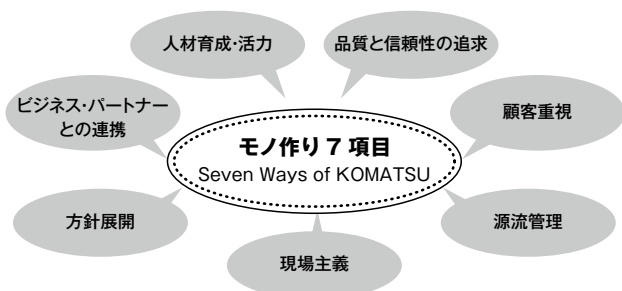 人材育成・活力
品質と信頼性の追求
ビジネス・パートナー
との連携
顧客重視
モノ作り 7 項目
Seven Ways of KOMATSU
方針展開
源流管理
現場主義